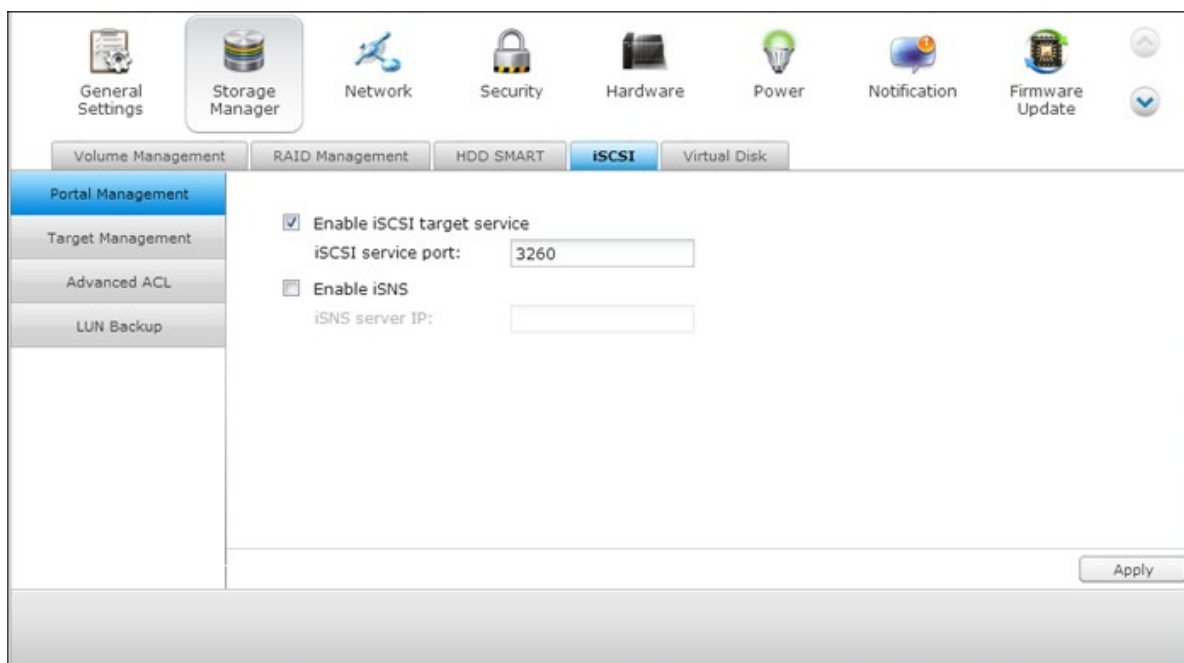 General Settings
Storage Manager
Network
Security
Hardware
Power
Notification
Firmware Update
Volume Management
RAID Management
HDD SMART
iSCSI
Virtual Disk
Portal Management
Target Management
Advanced ACL
LUN Backup
Enable iSCSI target service
iSCSI service port: 3260
Enable iSNS
iSNS server IP:
Apply